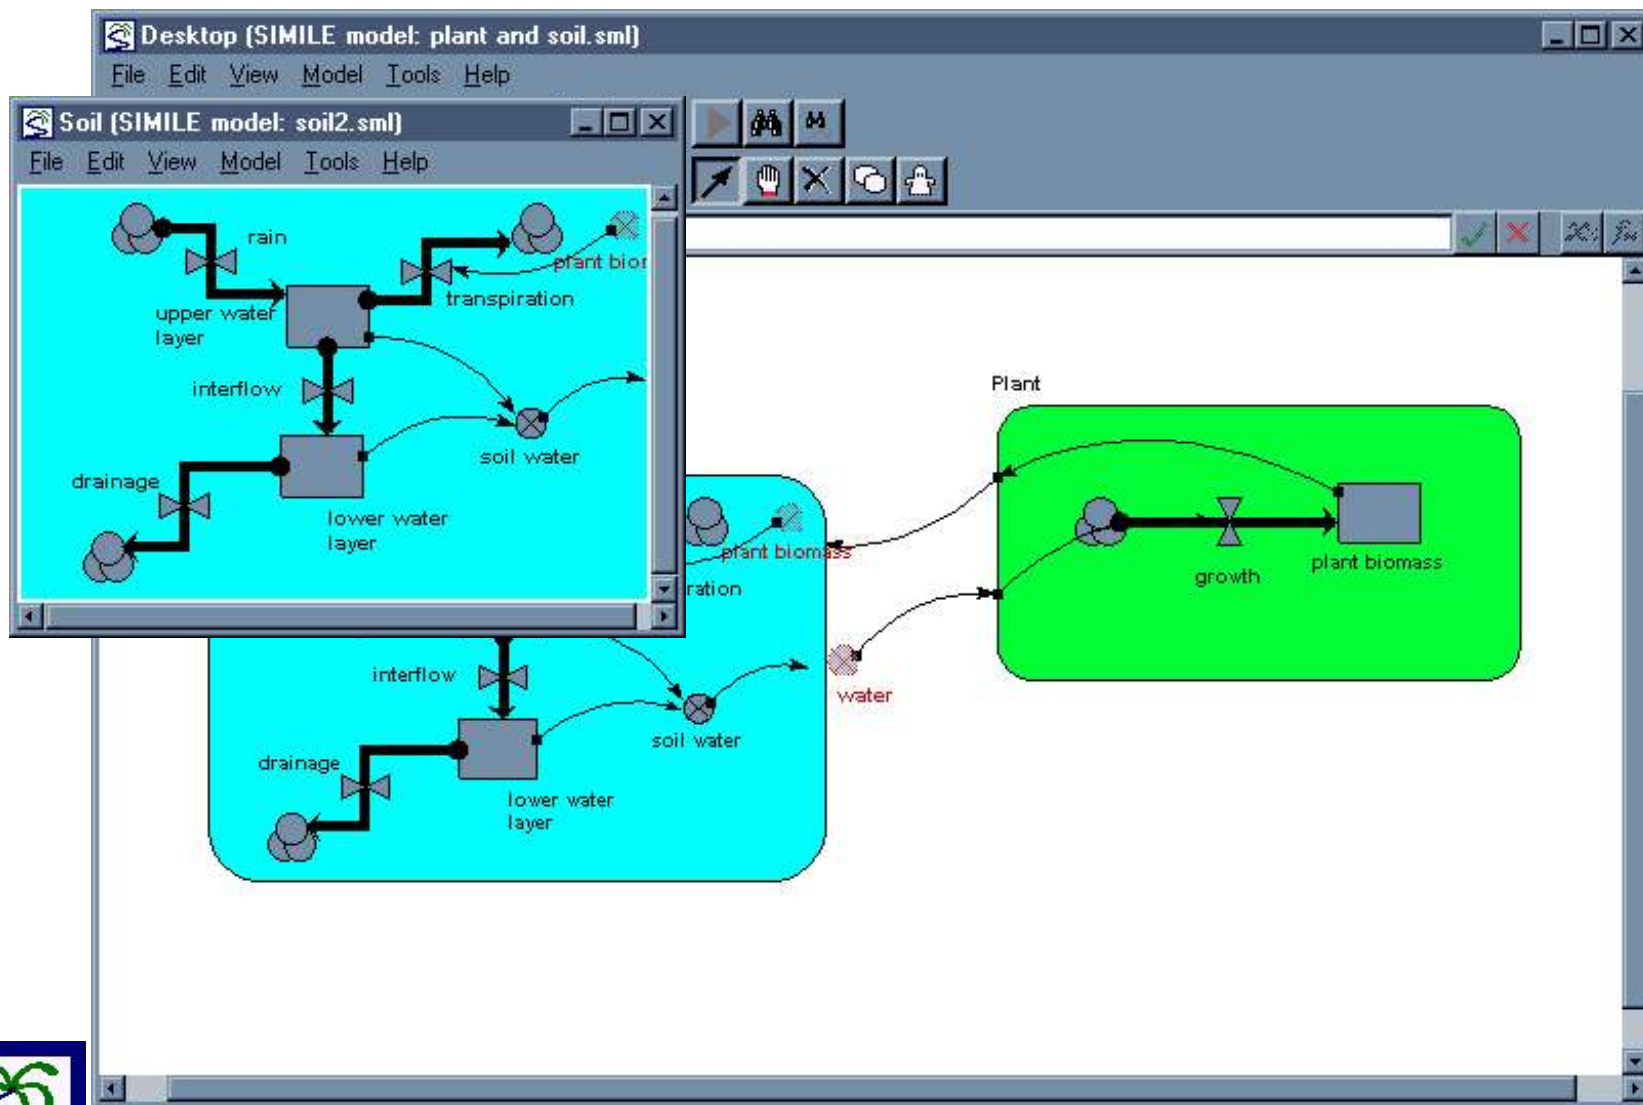 Desktop (SIMILE model: plant and soil.sml)
File Edit View Model Tools Help
Soil (SIMILE model: soil2.sml)
File Edit View Model Tools Help
rain
plant bior
transpiration
upper water
layer
interflow
soil water
drainage
lower water
layer
Plant
plant biomass
growth
plant biomass
ration
interflow
water
soil water
drainage
lower water
layer